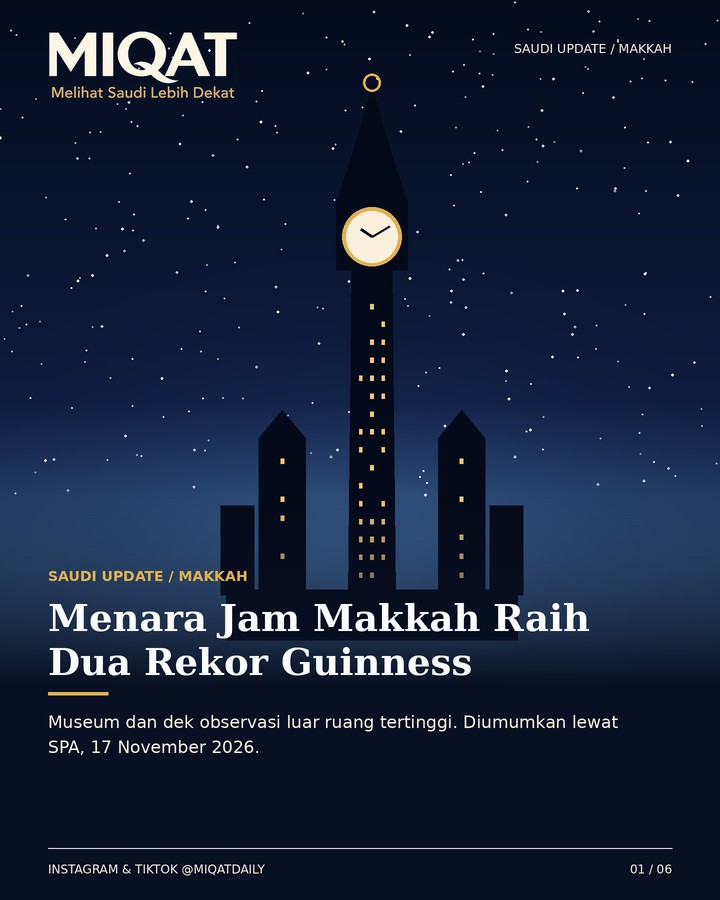 MIQAT
Melihat Saudi Lebih Dekat
SAUDI UPDATE / MAKKAH
SAUDI UPDATE / MAKKAH
Menara Jam Makkah Raih
Dua Rekor Guinness
Museum dan dek observasi luar ruang tertinggi. Diumumkan lewat
SPA, 17 November 2026.
INSTAGRAM & TIKTOK @MIQATDAILY
01 / 06